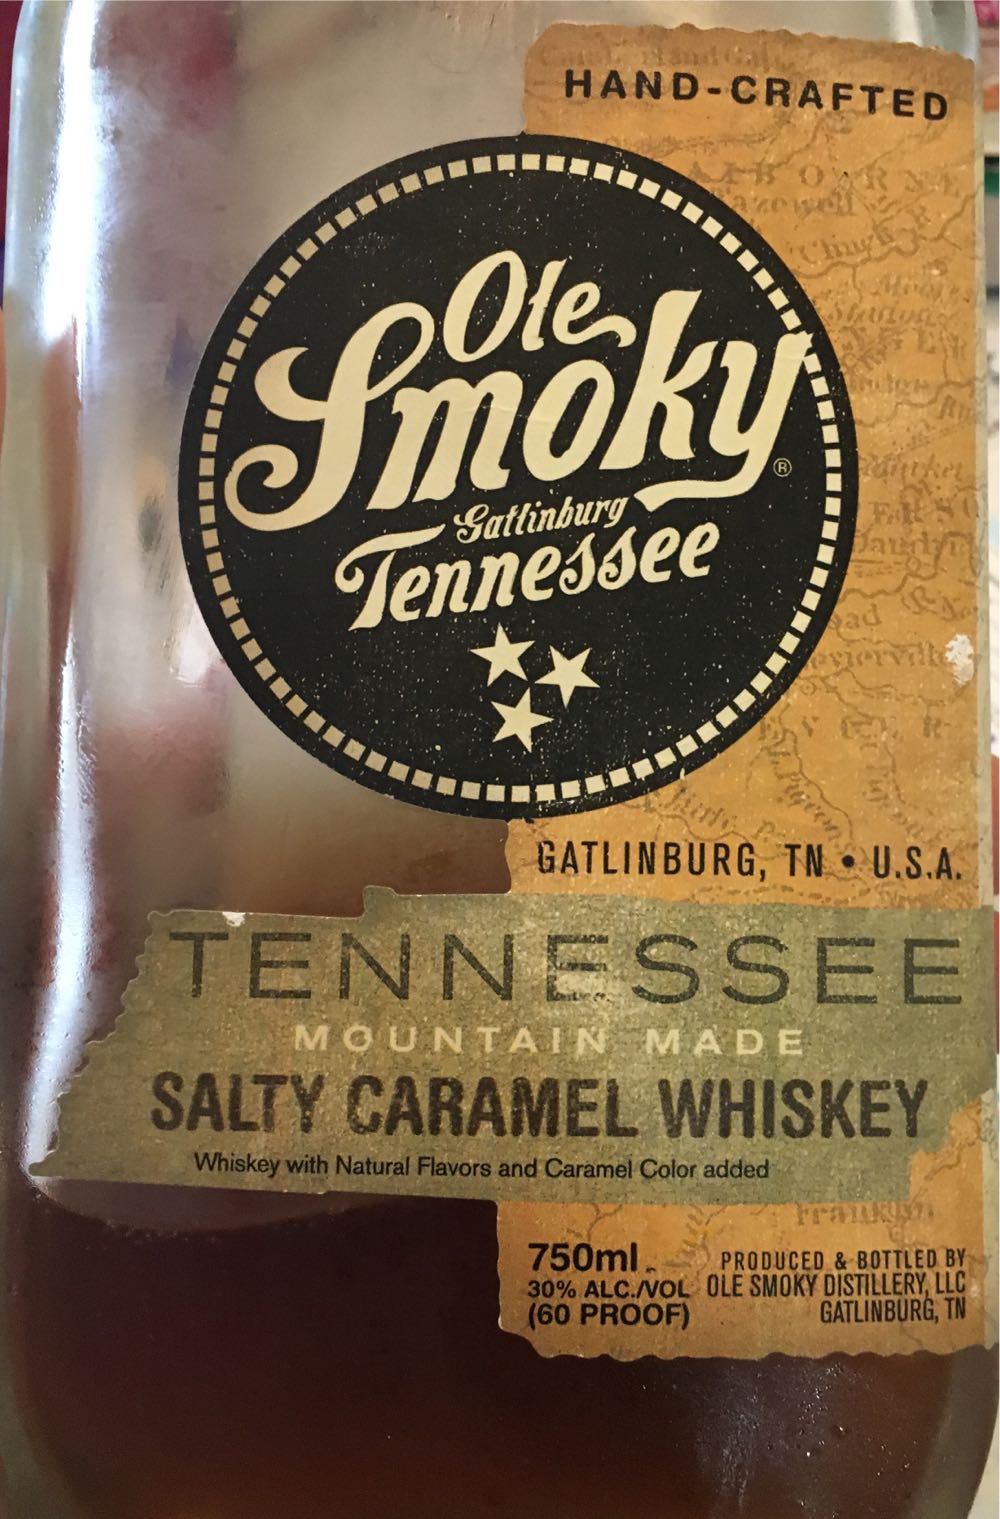 HAND-CRAFTED
Ole
Smoky®
Gatlinburg
Tennessee
GATLINBURG, TN • U.S.A.
TENNESSEE
MOUNTAIN MADE
SALTY CARAMEL WHISKEY
Whiskey with Natural Flavors and Caramel Color added
750ml
30% ALC./VOL
(60 PROOF)
PRODUCED & BOTTLED BY
OLE SMOKY DISTILLERY, LLC
GATLINBURG, TN